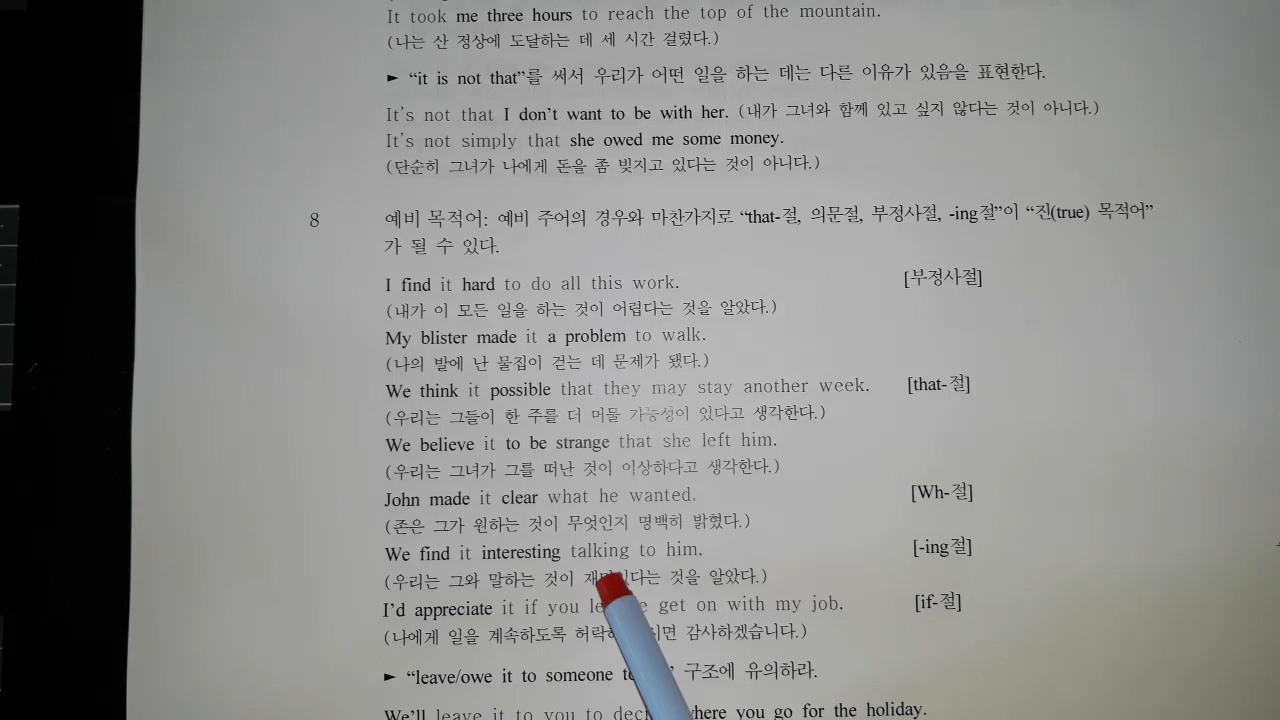 It took me three hours to reach the top of the mountain.
(나는 산 정상에 도달하는 데 세 시간 걸렸다.)
► “it is not that”를 써서 우리가 어떤 일을 하는 데는 다른 이유가 있음을 표현한다.
It's not that I don't want to be with her. (내가 그녀와 함께 있고 싶지 않다는 것이 아니다.)
It's not simply that she owed me some money.
(단순히 그녀가 나에게 돈을 좀 빚지고 있다는 것이 아니다.)
8 예비 목적어: 예비 주어의 경우와 마찬가지로 “that-절, 의문절, 부정사절, -ing절”이 “진(true) 목적어”
가 될 수 있다.
I find it hard to do all this work. [부정사절]
(내가 이 모든 일을 하는 것이 어렵다는 것을 알았다.)
My blister made it a problem to walk.
(나의 발에 난 물집이 걷는 데 문제가 됐다.)
We think it possible that they may stay another week. [that-절]
(우리는 그들이 한 주를 더 머물 가능성이 있다고 생각한다.)
We believe it to be strange that she left him.
(우리는 그녀가 그를 떠난 것이 이상하다고 생각한다.)
John made it clear what he wanted. [Wh-절]
(존은 그가 원하는 것이 무엇인지 명백히 밝혔다.)
We find it interesting talking to him. [-ing절]
(우리는 그와 말하는 것이 것을 알았다.)
I'd appreciate it if you get on with my job. [if-절]
(나에게 일을 계속하도록 감사하겠습니다.)
► “leave/owe it to someone 구조에 유의하라.
We'll leave it to you to where you go for the holiday.